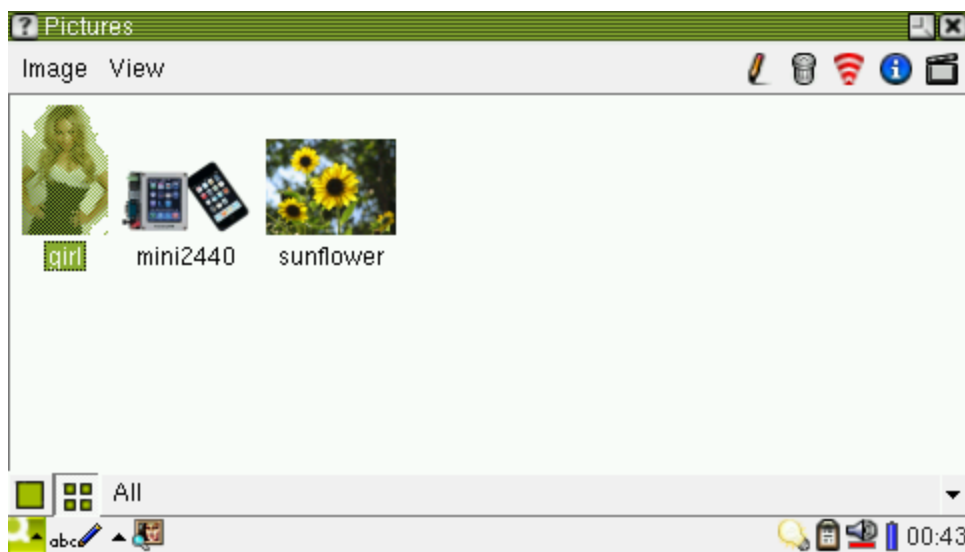 ? Pictures
Image View
girl mini2440 sunflower
All
abc 00:43